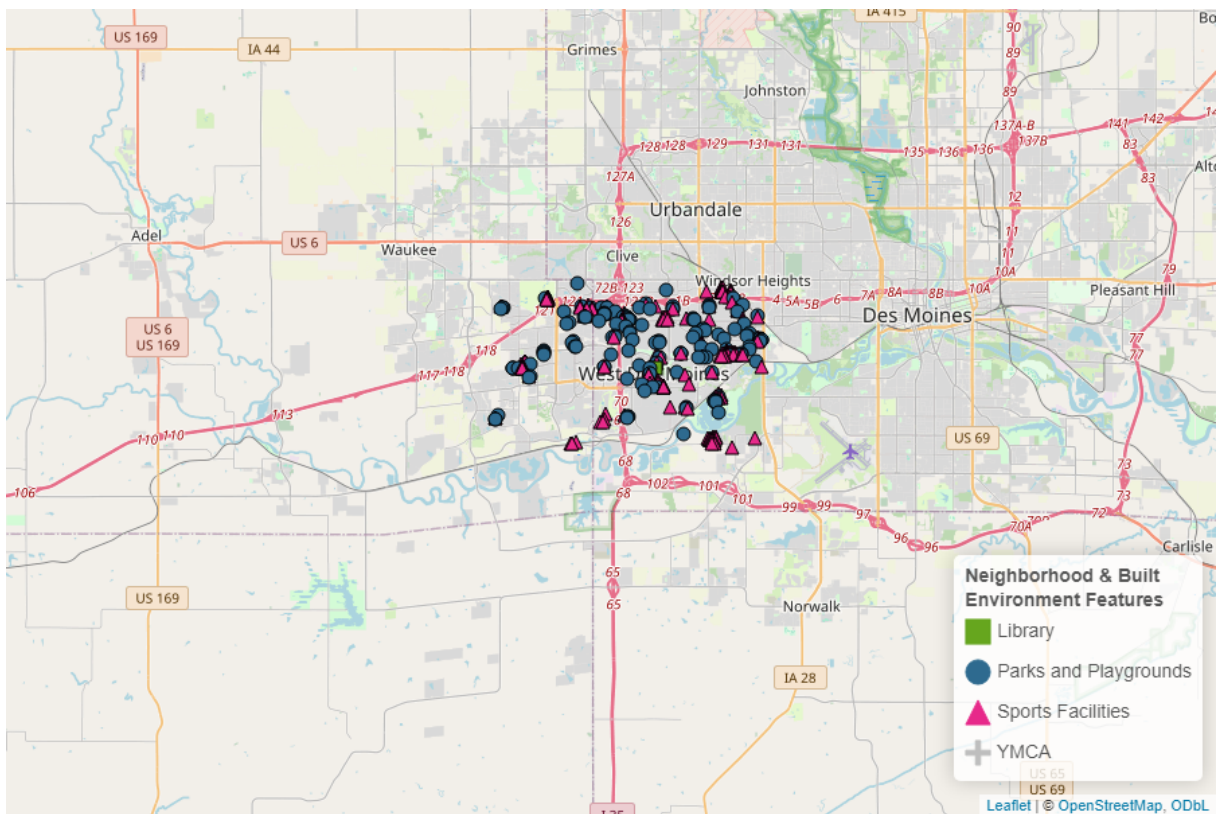 US 169
IA 44
Grimes
IA 415
90
89
89
Johnston
137A-B
137B
141
142
83
83
128
128
129
131
131
135
136
136
127A
126
12
11
11
10A
Urbandale
Adel
US 6
Waukee
Clive
72B
123
Windsor Heights
4
5A
5B
6
7A
8A
8B
10A
79
Pleasant Hill
121
Des Moines
US 6
US 169
118
118
117
77
77
West Des Moines
113
70
110
110
US 69
106
68
68
102
101
101
99
99
97
96
96
73
73
72
70A
Carlisle
65
65
US 169
Norwalk
IA 28
Neighborhood & Built
Environment Features
Library
Parks and Playgrounds
Sports Facilities
YMCA
US 65
US 69
Leaflet | © OpenStreetMap, ODbL